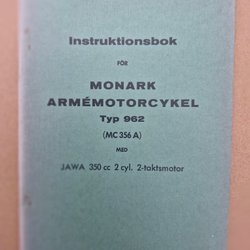 Instruktionsbok
FÖR
MONARK
ARMÉMOTORCYKEL
Typ 962
(MC 356 A)
MED
JAWA 350 cc 2 cyl. 2-taktsmotor